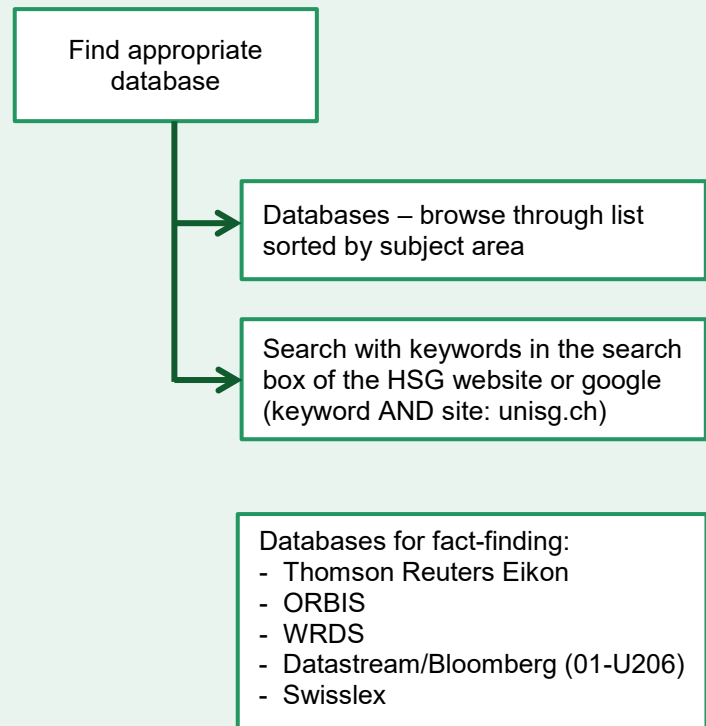 Find appropriate
database
Databases – browse through list
sorted by subject area
Search with keywords in the search
box of the HSG website or google
(keyword AND site: unisg.ch)
Databases for fact-finding:
- Thomson Reuters Eikon
- ORBIS
- WRDS
- Datastream/Bloomberg (01-U206)
- Swisslex